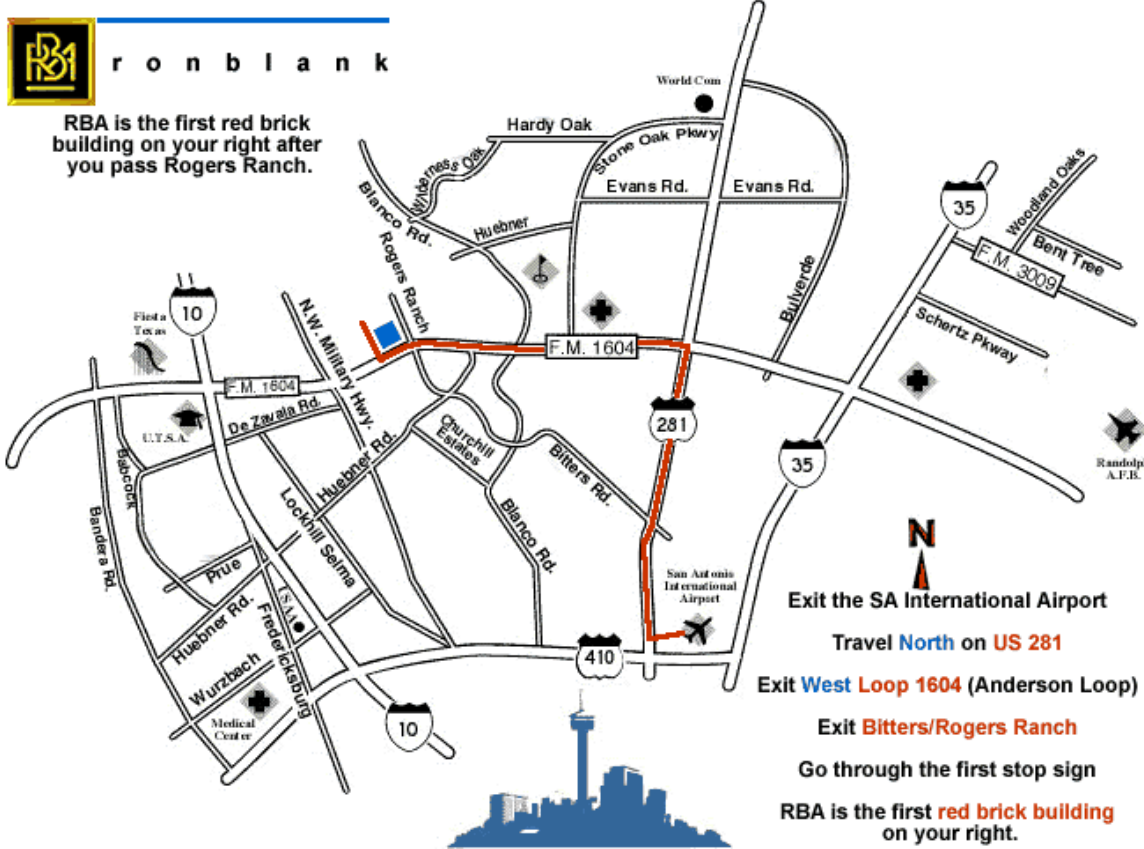 RBA
r o n b l a n k
RBA is the first red brick
building on your right after
you pass Rogers Ranch.
World Com
Hardy Oak
Stone Oak Pkwy
Wilderness Oak
Evans Rd.
Evans Rd.
Blanco Rd.
Huebner
Rogers Ranch
Bulverde
35
Woodland Oaks
Bent Tree
F.M. 3009
Schertz Pkway
10
Fiesta
Texas
N.W. Military Hwy.
F.M. 1604
F.M. 1604
281
35
U.T.S.A.
De Zavala Rd.
Babcock
Bandera Rd.
Huebner Rd.
Churchill
Estates
Bitters Rd.
Lockhill Selma
Blanco Rd.
Randolph
A.F.B.
Prue
USAA
Huebner Rd.
Fredericksburg
Wurzbach
Medical
Center
10
410
San Antonio
International
Airport
N
Exit the SA International Airport
Travel North on US 281
Exit West Loop 1604 (Anderson Loop)
Exit Bitters/Rogers Ranch
Go through the first stop sign
RBA is the first red brick building
on your right.